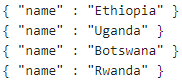 { "name" : "Ethiopia" }
{ "name" : "Uganda" }
{ "name" : "Botswana" }
{ "name" : "Rwanda" }